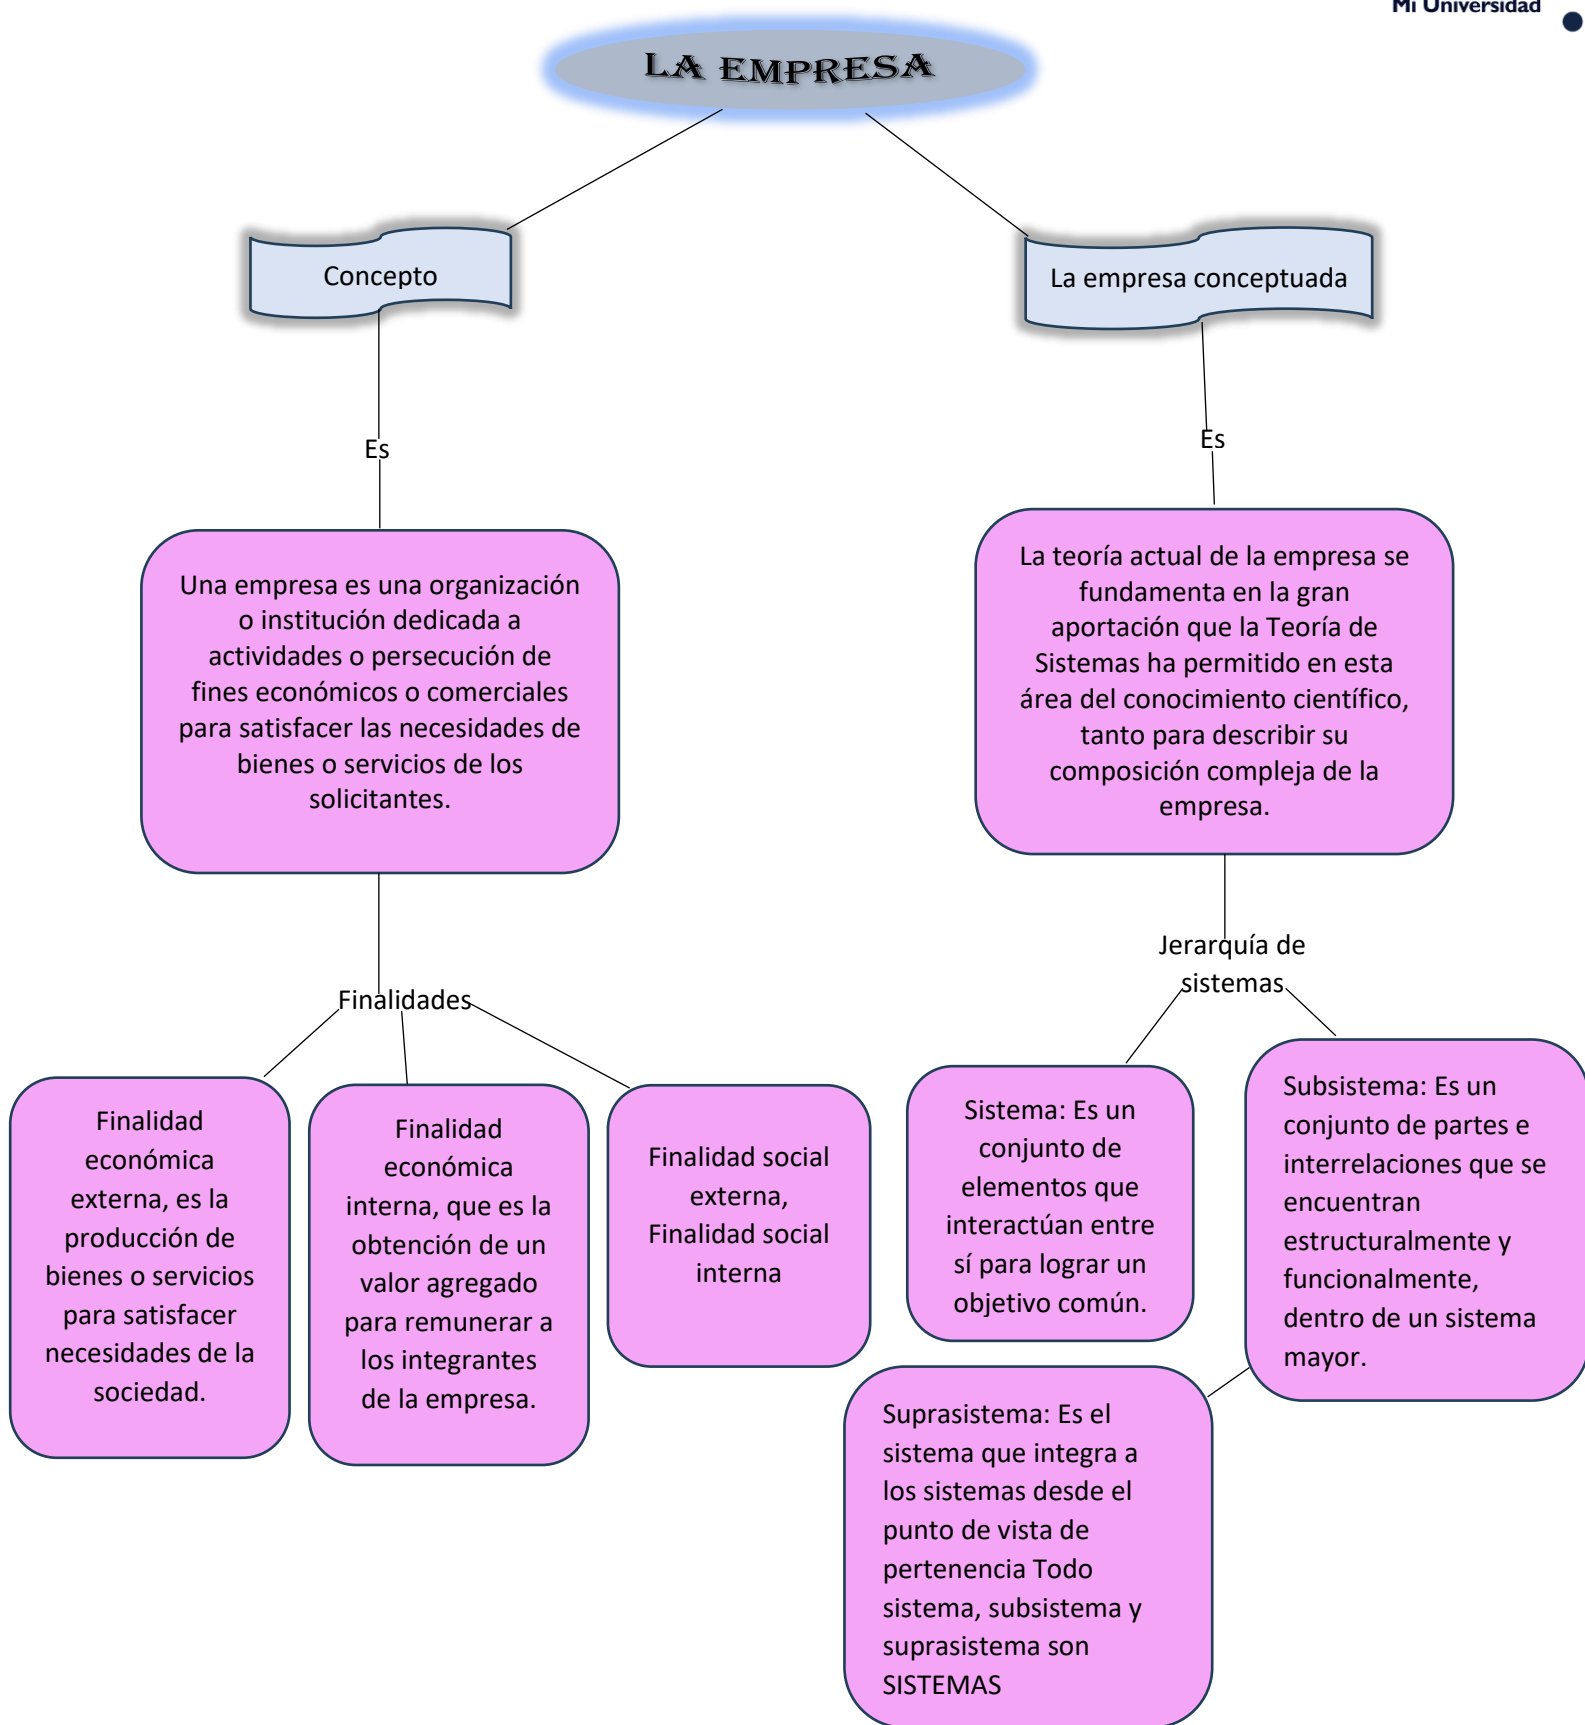 Mi Universidad
LA EMPRESA
Concepto
La empresa conceptuada
Es
Es
Una empresa es una organización
o institución dedicada a
actividades o persecución de
fines económicos o comerciales
para satisfacer las necesidades de
bienes o servicios de los
solicitantes.
La teoría actual de la empresa se
fundamenta en la gran
aportación que la Teoría de
Sistemas ha permitido en esta
área del conocimiento científico,
tanto para describir su
composición compleja de la
empresa.
Finalidades
Jerarquía de
sistemas
Finalidad
económica
externa, es la
producción de
bienes o servicios
para satisfacer
necesidades de la
sociedad.
Finalidad
económica
interna, que es la
obtención de un
valor agregado
para remunerar a
los integrantes
de la empresa.
Finalidad social
externa,
Finalidad social
interna
Sistema: Es un
conjunto de
elementos que
interactúan entre
sí para lograr un
objetivo común.
Subsistema: Es un
conjunto de partes e
interrelaciones que se
encuentran
estructuralmente y
funcionalmente,
dentro de un sistema
mayor.
Suprasistema: Es el
sistema que integra a
los sistemas desde el
punto de vista de
pertenencia Todo
sistema, subsistema y
suprasistema son
SISTEMAS